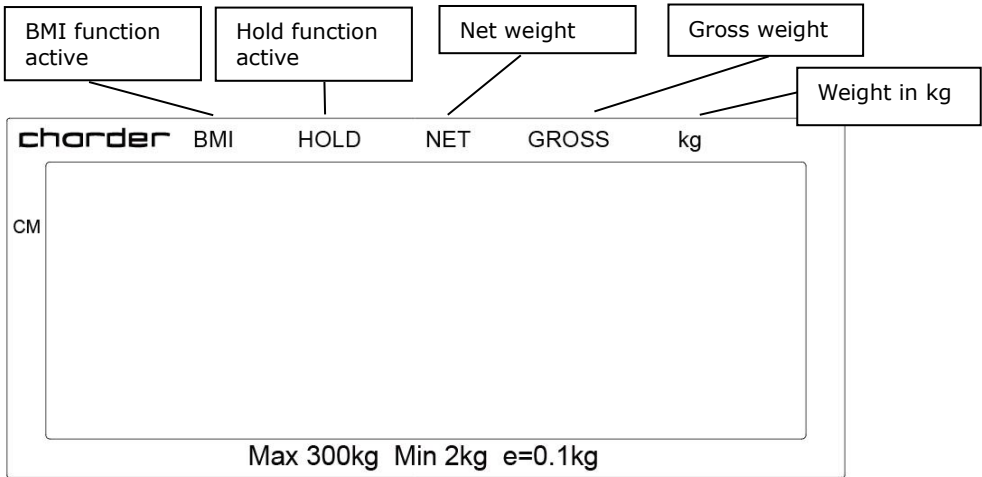 BMI function
active
Hold function
active
Net weight
Gross weight
Weight in kg
charder BMI HOLD NET GROSS kg
CM
Max 300kg Min 2kg e=0.1kg